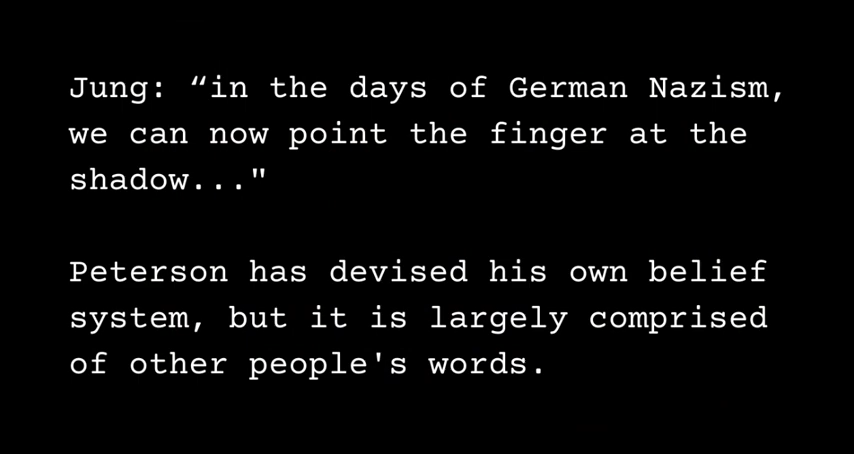 Jung: “in the days of German Nazism,
we can now point the finger at the
shadow..."
Peterson has devised his own belief
system, but it is largely comprised
of other people's words.